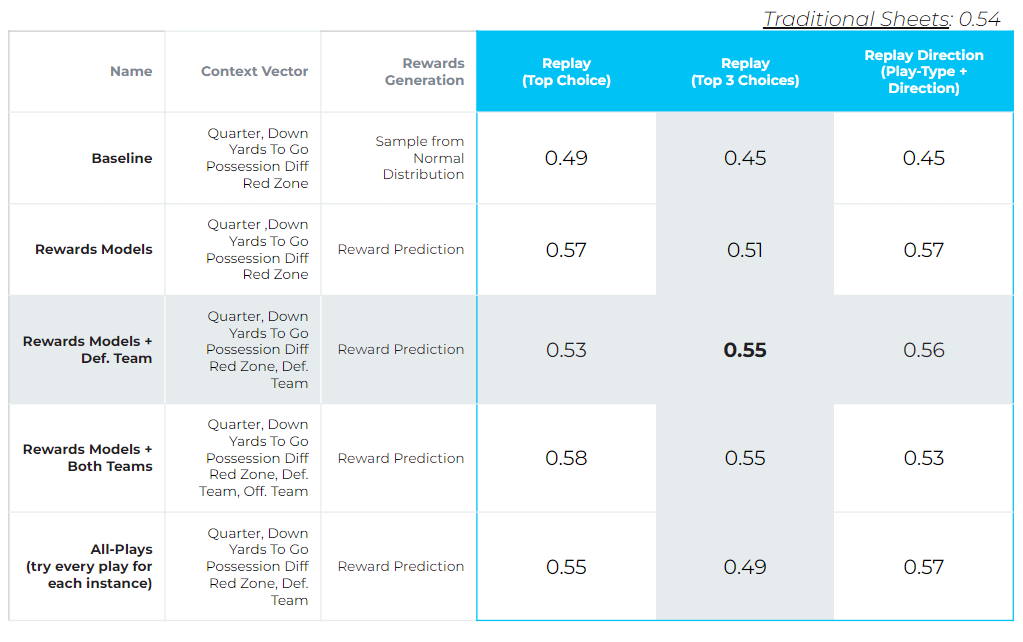 Traditional Sheets: 0.54
Name
Context Vector
Rewards
Generation
Replay
(Top Choice)
Replay
(Top 3 Choices)
Replay Direction
(Play-Type +
Direction)
Baseline
Quarter, Down
Yards To Go
Possession Diff
Red Zone
Sample from
Normal
Distribution
0.49
0.45
0.45
Rewards Models
Quarter ,Down
Yards To Go
Possession Diff
Red Zone
Reward Prediction
0.57
0.51
0.57
Rewards Models +
Def. Team
Quarter, Down
Yards To Go
Possession Diff
Red Zone, Def.
Team
Reward Prediction
0.53
0.55
0.56
Rewards Models +
Both Teams
Quarter, Down
Yards To Go
Possession Diff
Red Zone, Def.
Team, Off. Team
Reward Prediction
0.58
0.55
0.53
All-Plays
(try every play for
each instance)
Quarter, Down
Yards To Go
Possession Diff
Red Zone, Def.
Team
Reward Prediction
0.55
0.49
0.57